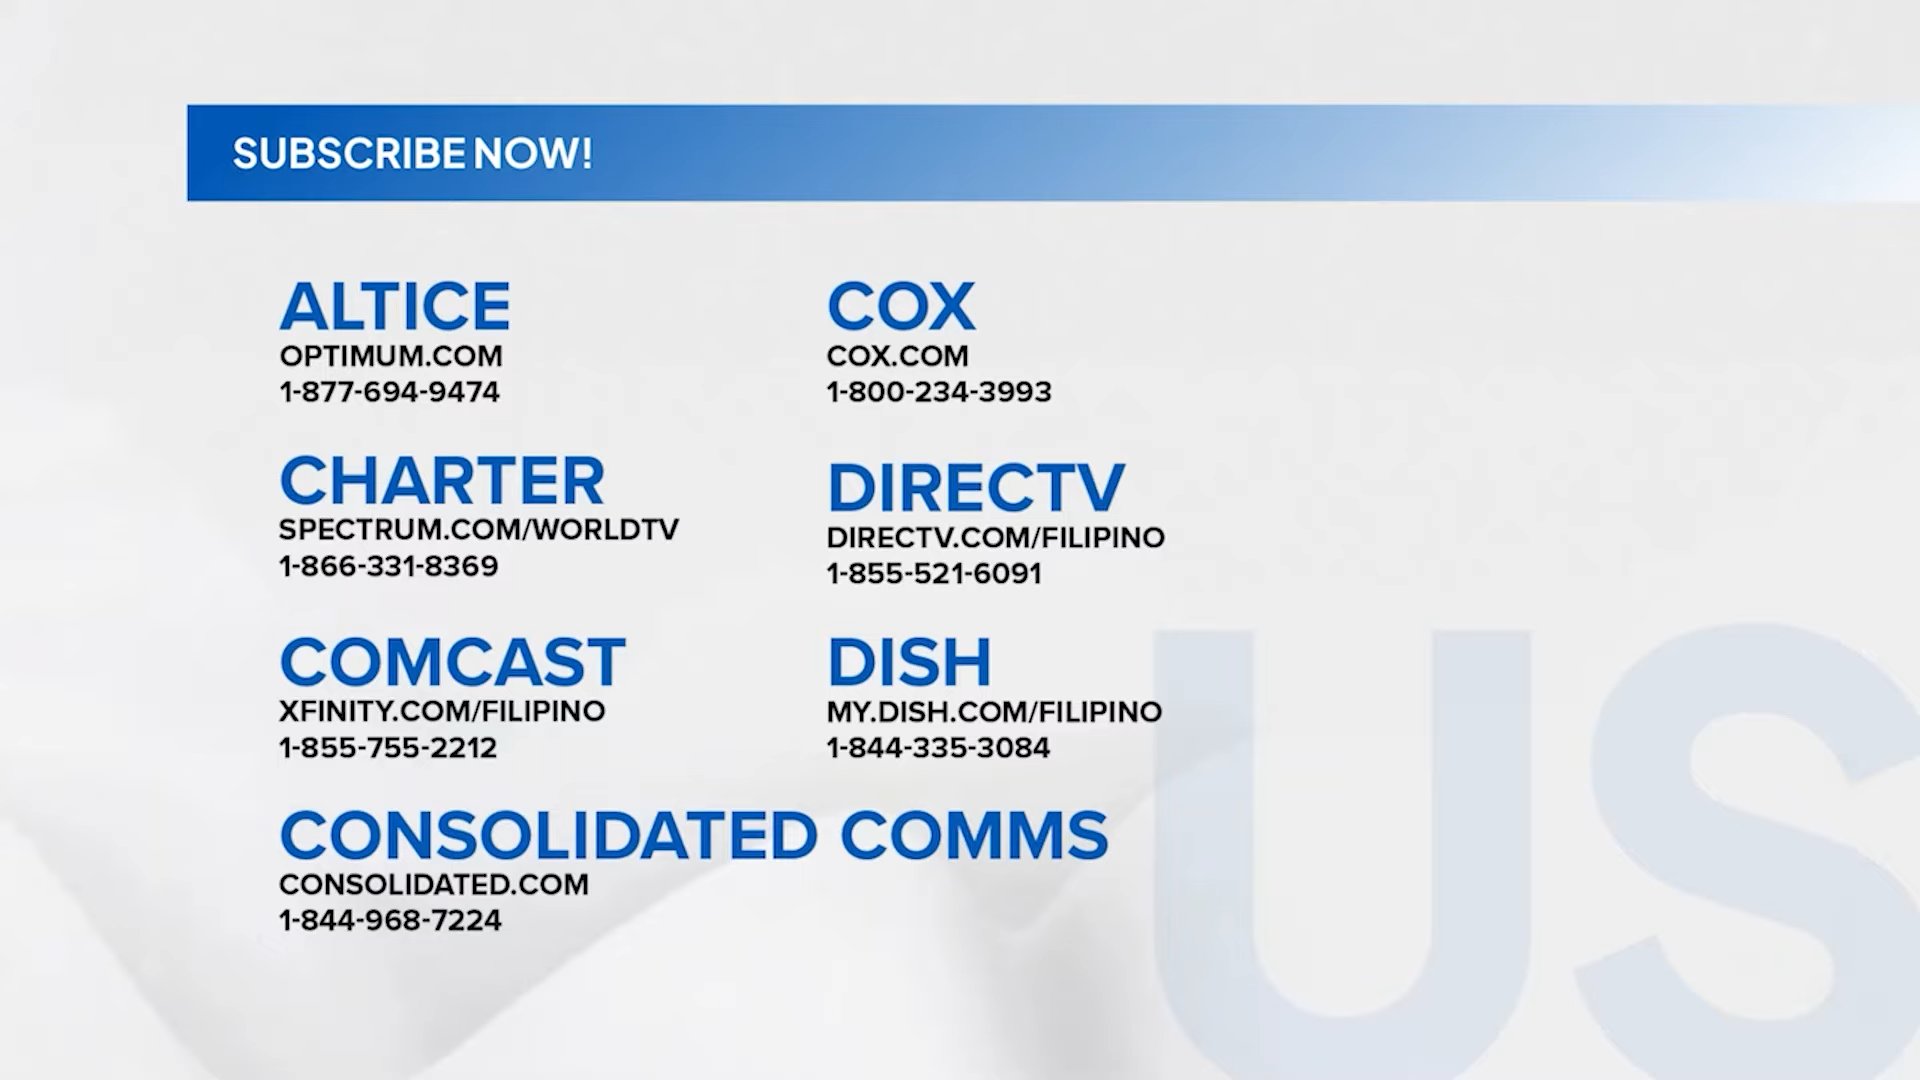 SUBSCRIBE NOW!
ALTICE
OPTIMUM.COM
1-877-694-9474
CHARTER
SPECTRUM.COM/WORLDTV
1-866-331-8369
COMCAST
XFINITY.COM/FILIPINO
1-855-755-2212
CONSOLIDATED COMMS
CONSOLIDATED.COM
1-844-968-7224
COX
COX.COM
1-800-234-3993
DIRECTV
DIRECTV.COM/FILIPINO
1-855-521-6091
DISH
MY.DISH.COM/FILIPINO
1-844-335-3084
US